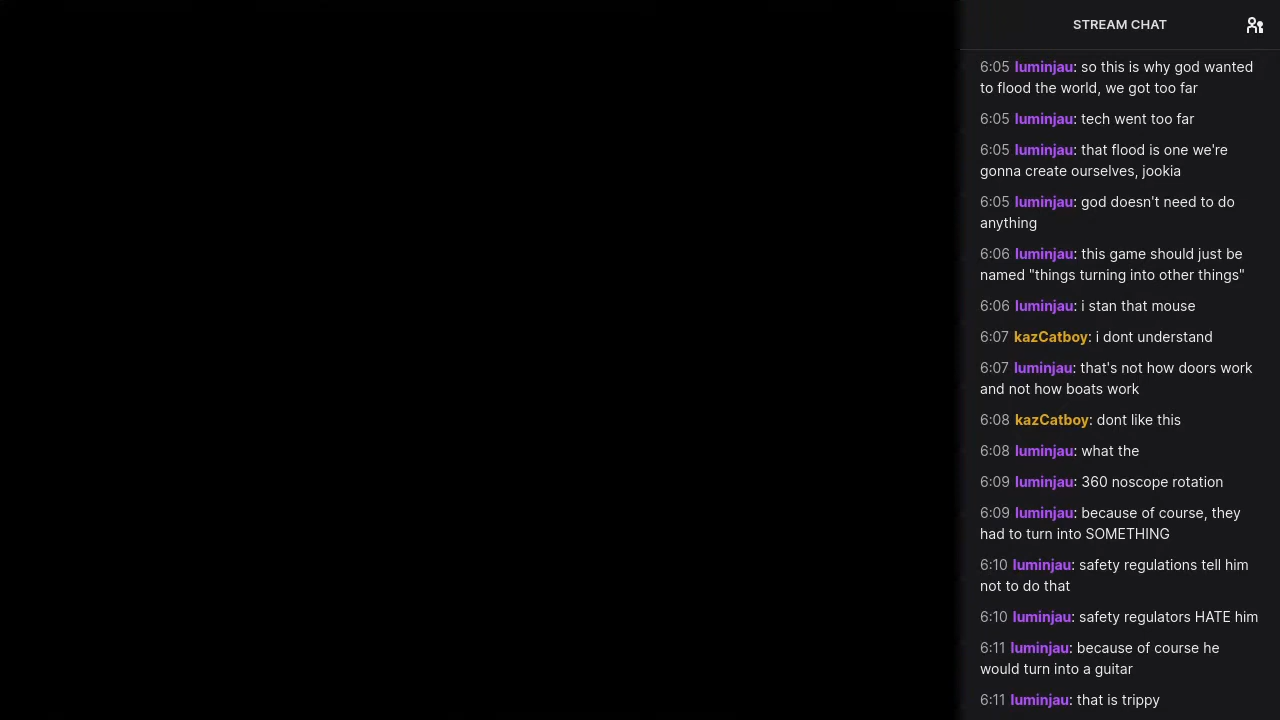 STREAM CHAT
6:05 luminjau: so this is why god wanted
to flood the world, we got too far
6:05 luminjau: tech went too far
6:05 luminjau: that flood is one we're
gonna create ourselves, jookia
6:05 luminjau: god doesn't need to do
anything
6:06 luminjau: this game should just be
named "things turning into other things"
6:06 luminjau: i stan that mouse
6:07 kazCatboy: i dont understand
6:07 luminjau: that's not how doors work
and not how boats work
6:08 kazCatboy: dont like this
6:08 luminjau: what the
6:09 luminjau: 360 noscope rotation
6:09 luminjau: because of course, they
had to turn into SOMETHING
6:10 luminjau: safety regulations tell him
not to do that
6:10 luminjau: safety regulators HATE him
6:11 luminjau: because of course he
would turn into a guitar
6:11 luminjau: that is trippy